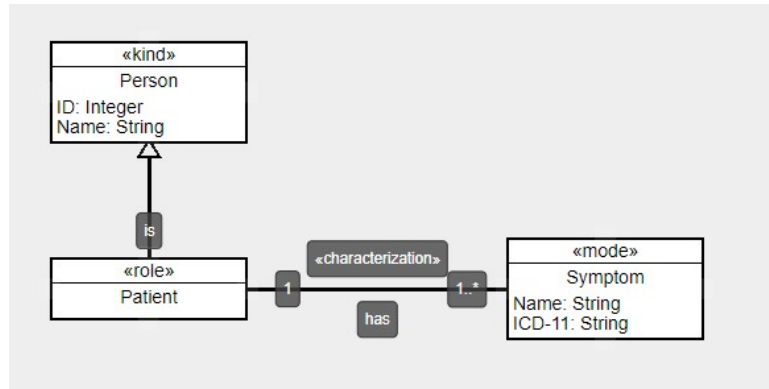 «kind»
Person
ID: Integer
Name: String
is
«role»
Patient
1
«characterization»
has
1..*
«mode»
Symptom
Name: String
ICD-11: String